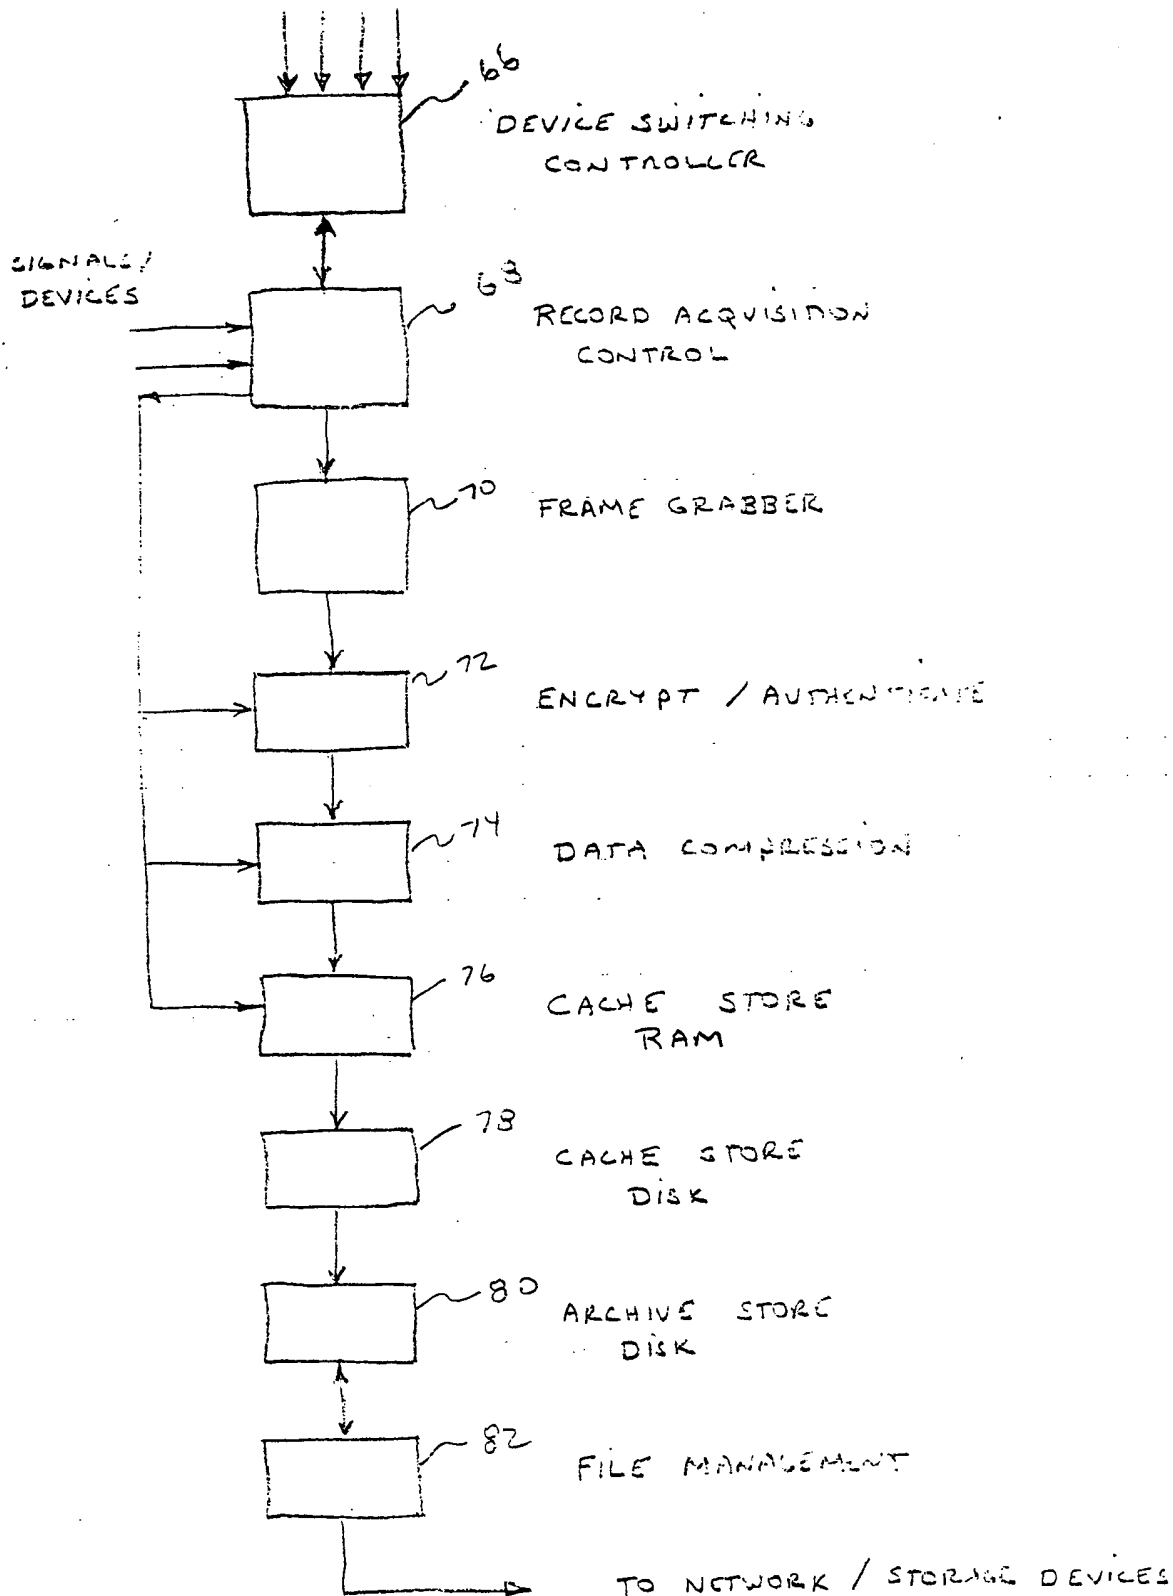 66
DEVICE SWITCHING
CONTROLLER
SIGNALS/
DEVICES
68
RECORD ACQUISITION
CONTROL
70
FRAME GRABBER
72
ENCRYPT / AUTHENTICATE
74
DATA COMPRESSION
76
CACHE STORE
RAM
78
CACHE STORE
DISK
80
ARCHIVE STORE
DISK
82
FILE MANAGEMENT
TO NETWORK / STORAGE DEVICES